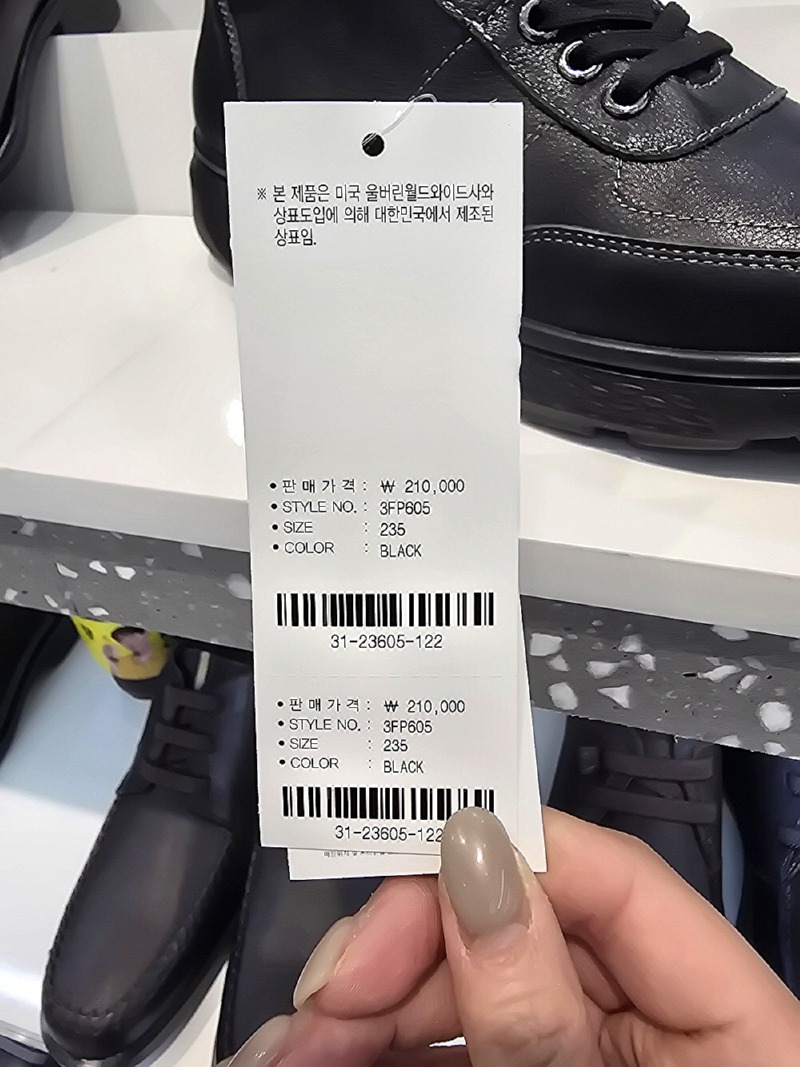 ※ 본 제품은 미국 울버린월드와이드사와
상표도입에 의해 대한민국에서 제조된
상표임.
• 판 매 가 격 : ₩ 210,000
• STYLE NO. : 3FP605
• SIZE : 235
• COLOR : BLACK
31-23605-122
• 판 매 가 격 : ₩ 210,000
• STYLE NO. : 3FP605
• SIZE : 235
• COLOR : BLACK
31-23605-122